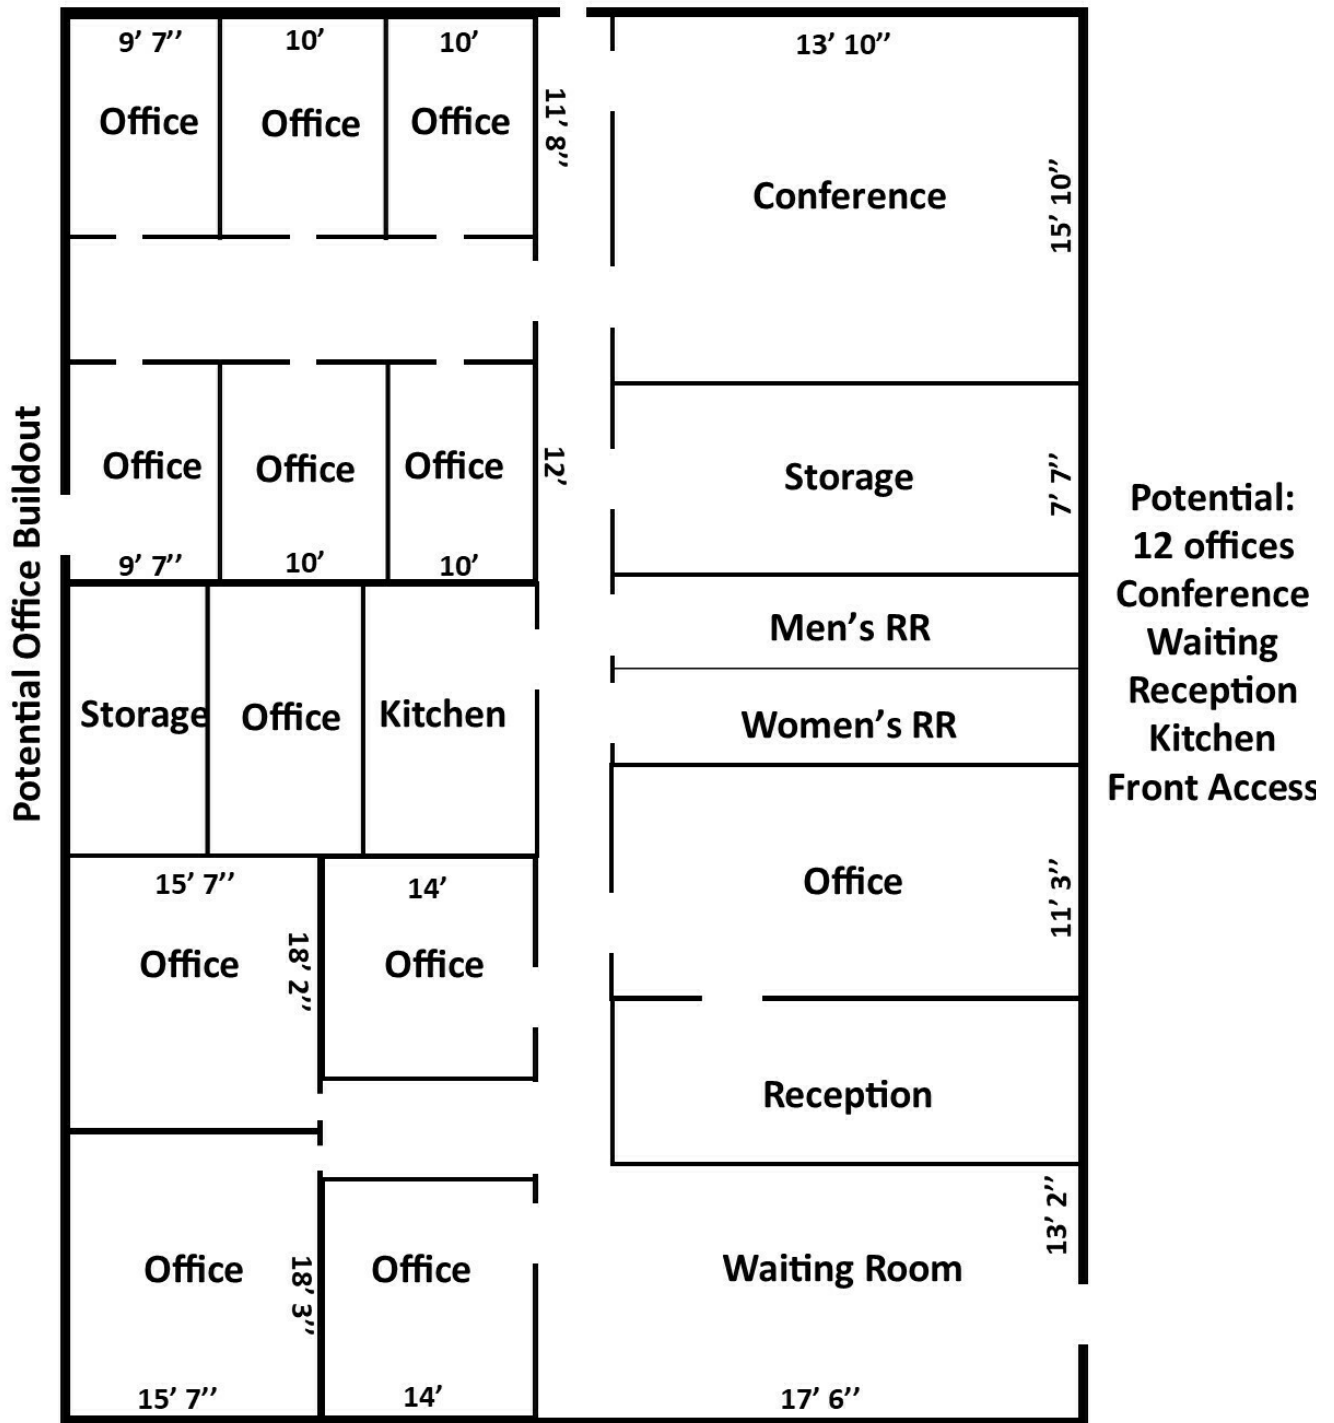 9’ 7’’
10’
10’
13’ 10’’
Office
Office
Office
11’ 8’’
Conference
15’ 10’’
Potential Office Buildout
Office
Office
Office
12’
9’ 7’’
10’
10’
Storage
7’ 7’’
Men’s RR
Women’s RR
Storage
Office
Kitchen
Potential:
12 offices
Conference
Waiting
Reception
Kitchen
Front Access
15’ 7’’
14’
Office
18’ 2’’
Office
Office
11’ 3’’
Reception
Office
18’ 3’’
Office
Waiting Room
13’ 2’’
15’ 7’’
14’
17’ 6’’